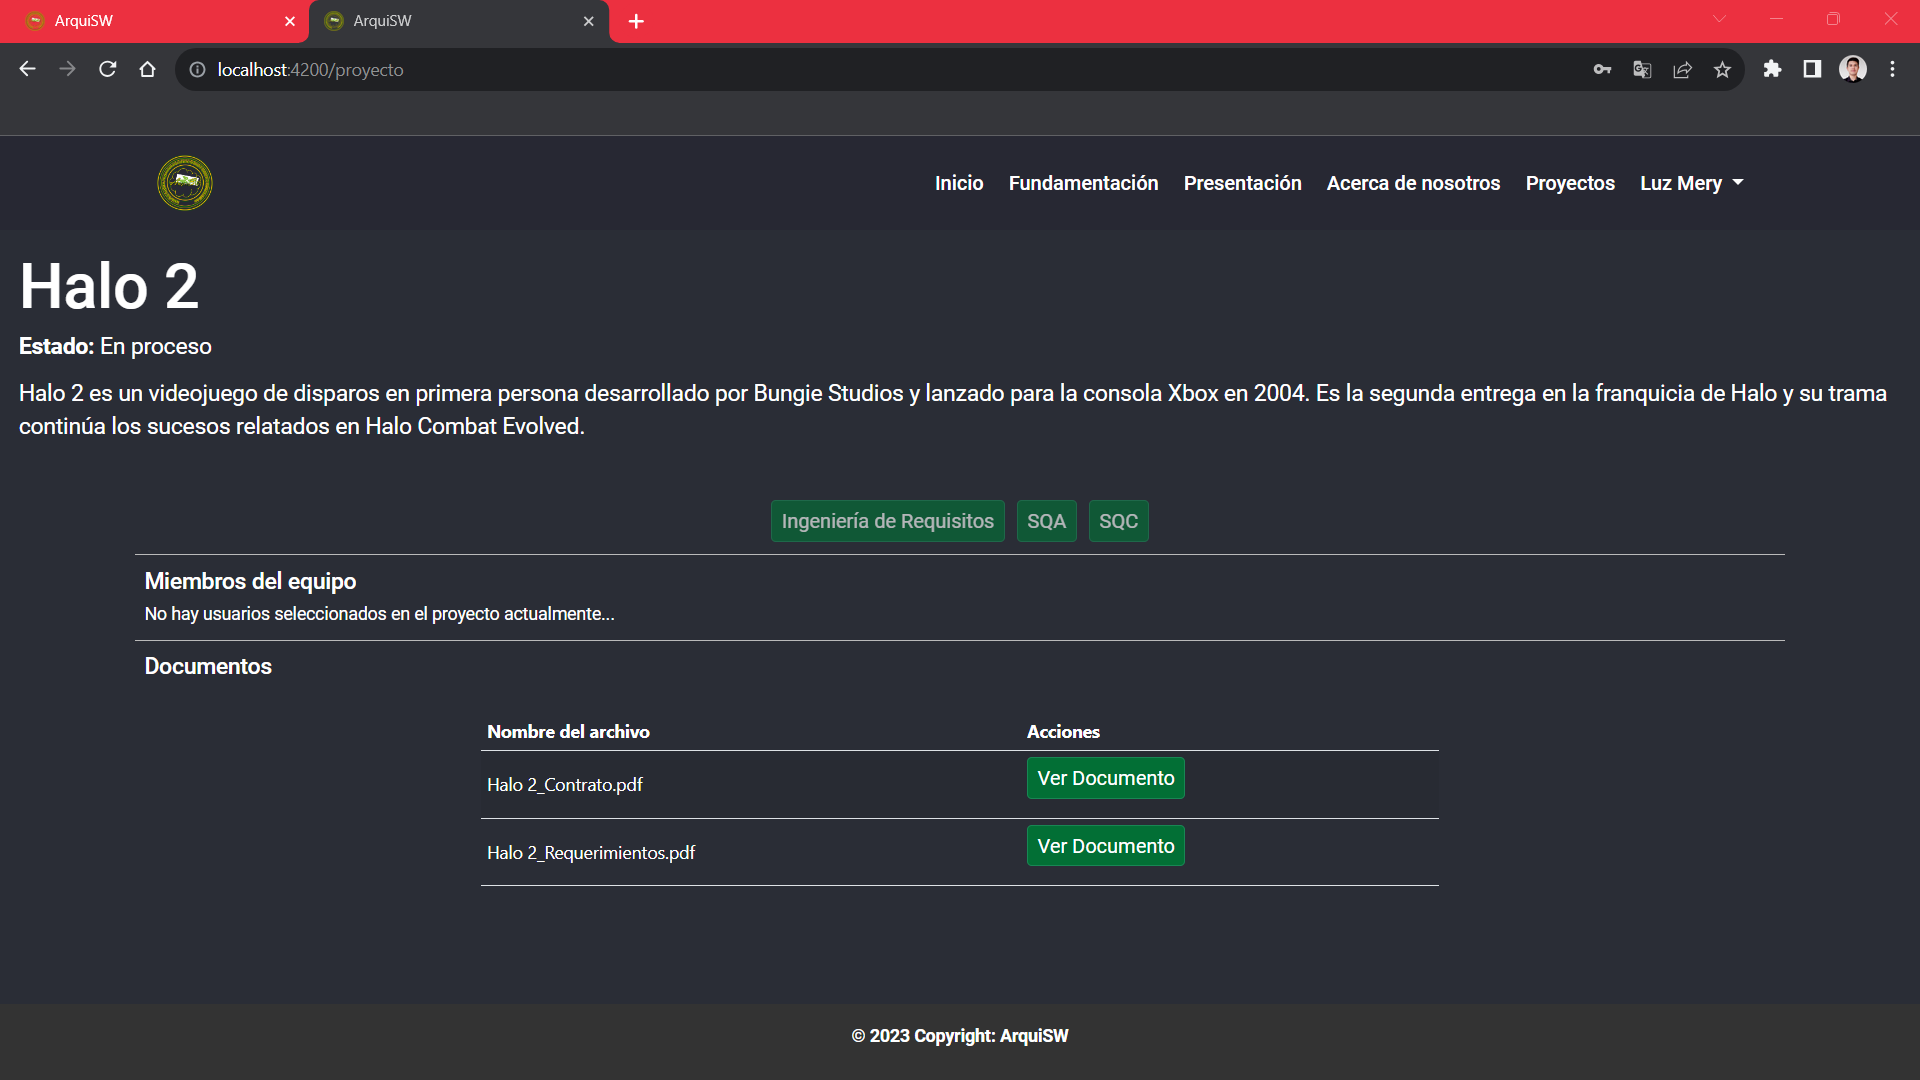 ArquiSW
ArquiSW
localhost:4200/proyecto
Inicio Fundamentación Presentación Acerca de nosotros Proyectos Luz Mery
Halo 2
Estado: En proceso
Halo 2 es un videojuego de disparos en primera persona desarrollado por Bungie Studios y lanzado para la consola Xbox en 2004. Es la segunda entrega en la franquicia de Halo y su trama
continúa los sucesos relatados en Halo Combat Evolved.
Ingeniería de Requisitos SQA SQC
Miembros del equipo
No hay usuarios seleccionados en el proyecto actualmente...
Documentos
Nombre del archivo Acciones
Halo 2_Contrato.pdf Ver Documento
Halo 2_Requerimientos.pdf Ver Documento
© 2023 Copyright: ArquiSW